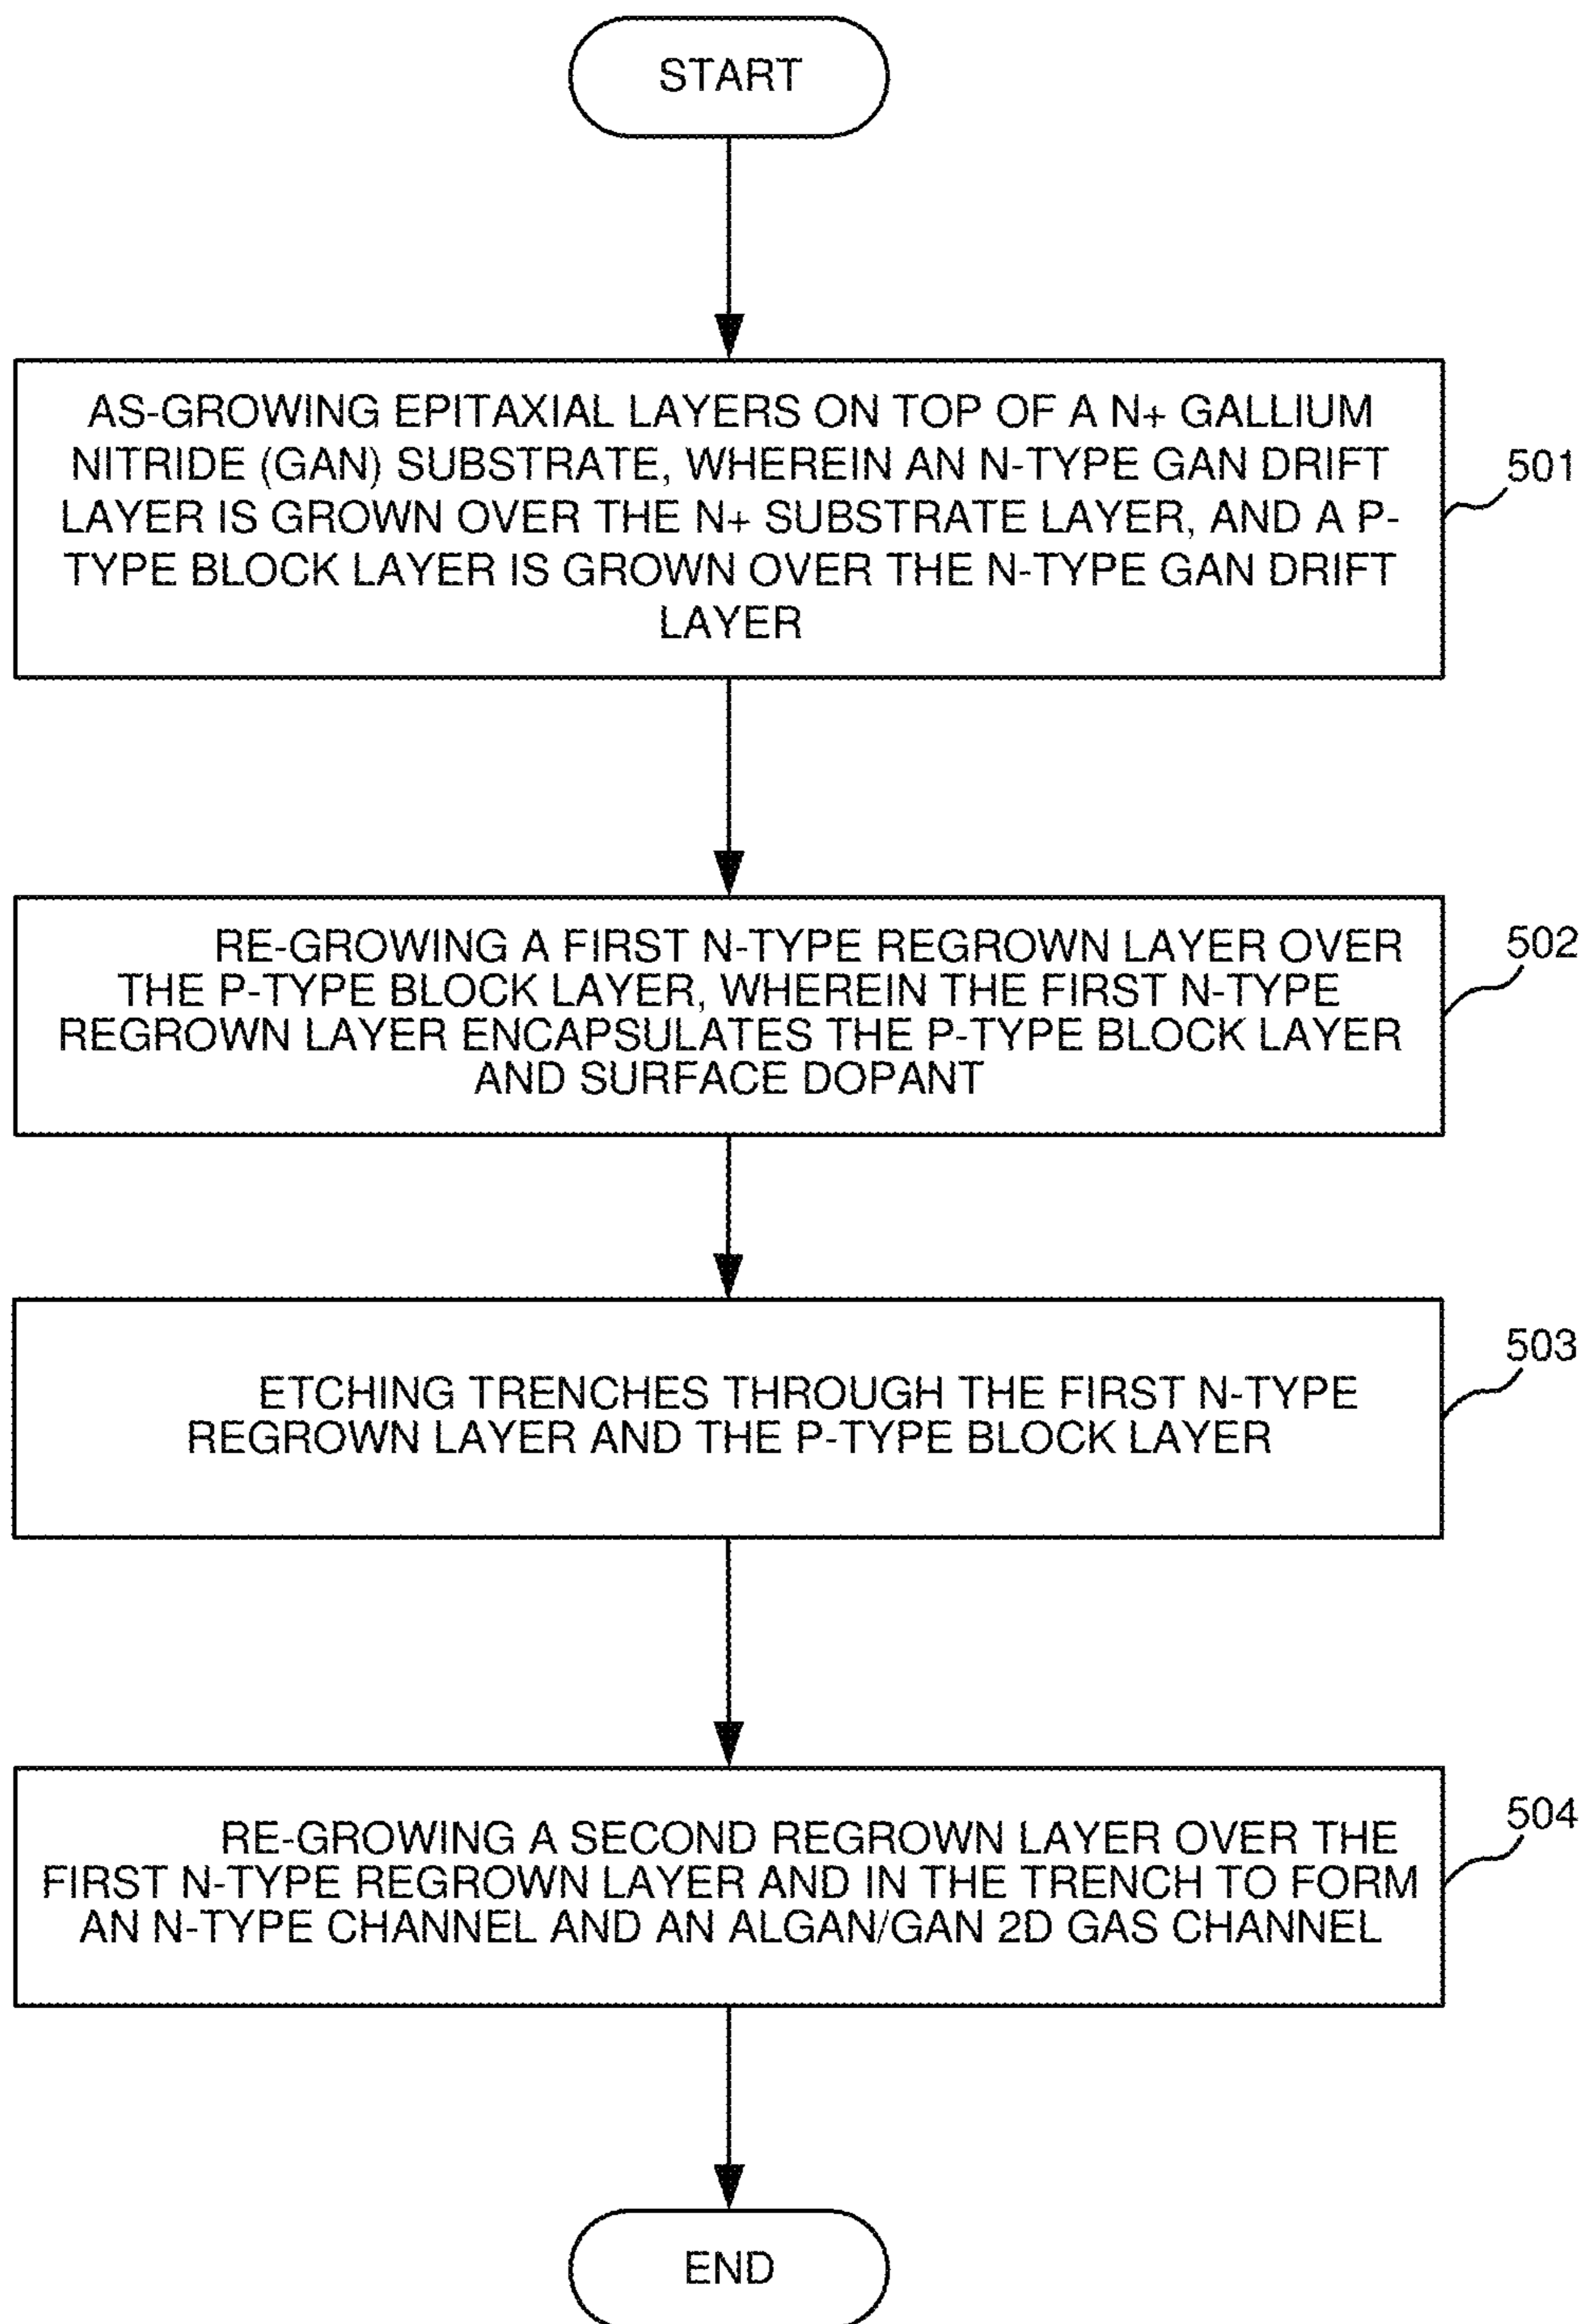 START
AS-GROWING EPITAXIAL LAYERS ON TOP OF A N+ GALLIUM
NITRIDE (GAN) SUBSTRATE, WHEREIN AN N-TYPE GAN DRIFT
LAYER IS GROWN OVER THE N+ SUBSTRATE LAYER, AND A P-
TYPE BLOCK LAYER IS GROWN OVER THE N-TYPE GAN DRIFT
LAYER
501
RE-GROWING A FIRST N-TYPE REGROWN LAYER OVER
THE P-TYPE BLOCK LAYER, WHEREIN THE FIRST N-TYPE
REGROWN LAYER ENCAPSULATES THE P-TYPE BLOCK LAYER
AND SURFACE DOPANT
502
ETCHING TRENCHES THROUGH THE FIRST N-TYPE
REGROWN LAYER AND THE P-TYPE BLOCK LAYER
503
RE-GROWING A SECOND REGROWN LAYER OVER THE
FIRST N-TYPE REGROWN LAYER AND IN THE TRENCH TO FORM
AN N-TYPE CHANNEL AND AN ALGAN/GAN 2D GAS CHANNEL
504
END